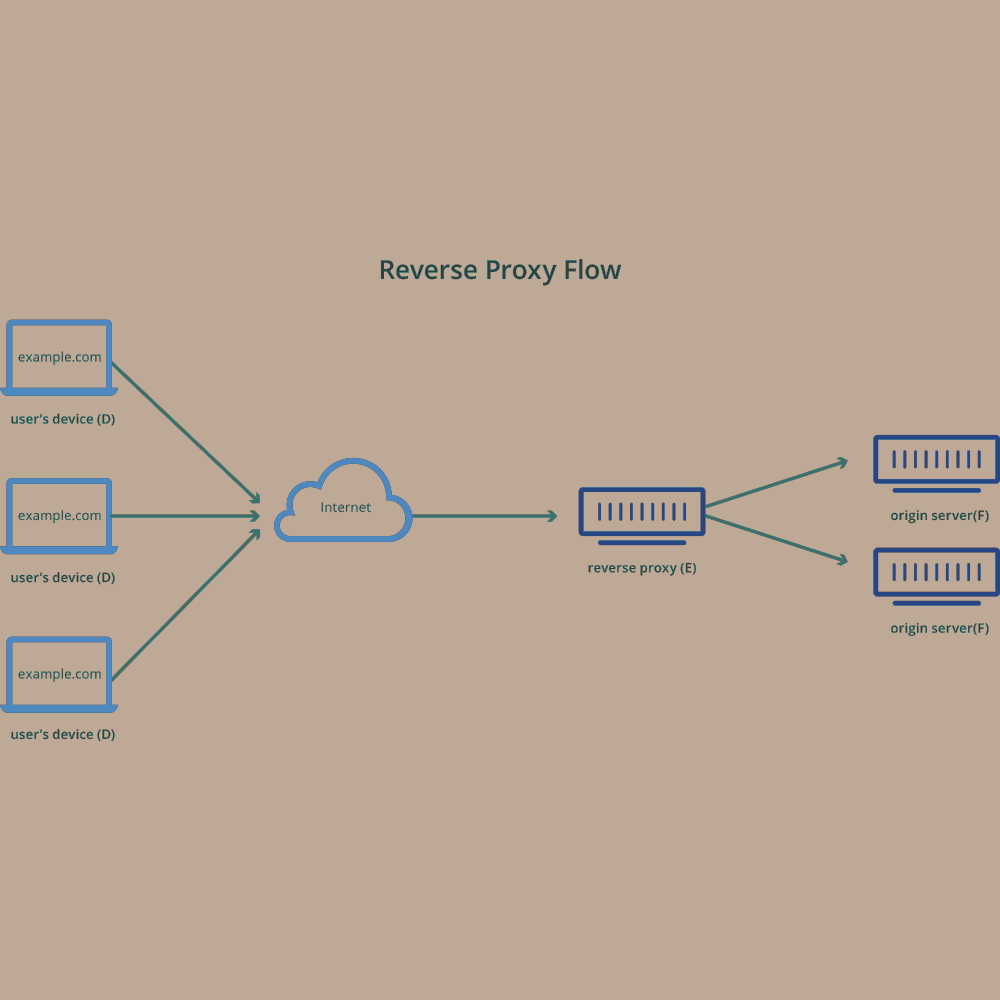 Reverse Proxy Flow
example.com
user's device (D)
example.com
user's device (D)
example.com
user's device (D)
Internet
reverse proxy (E)
origin server(F)
origin server(F)